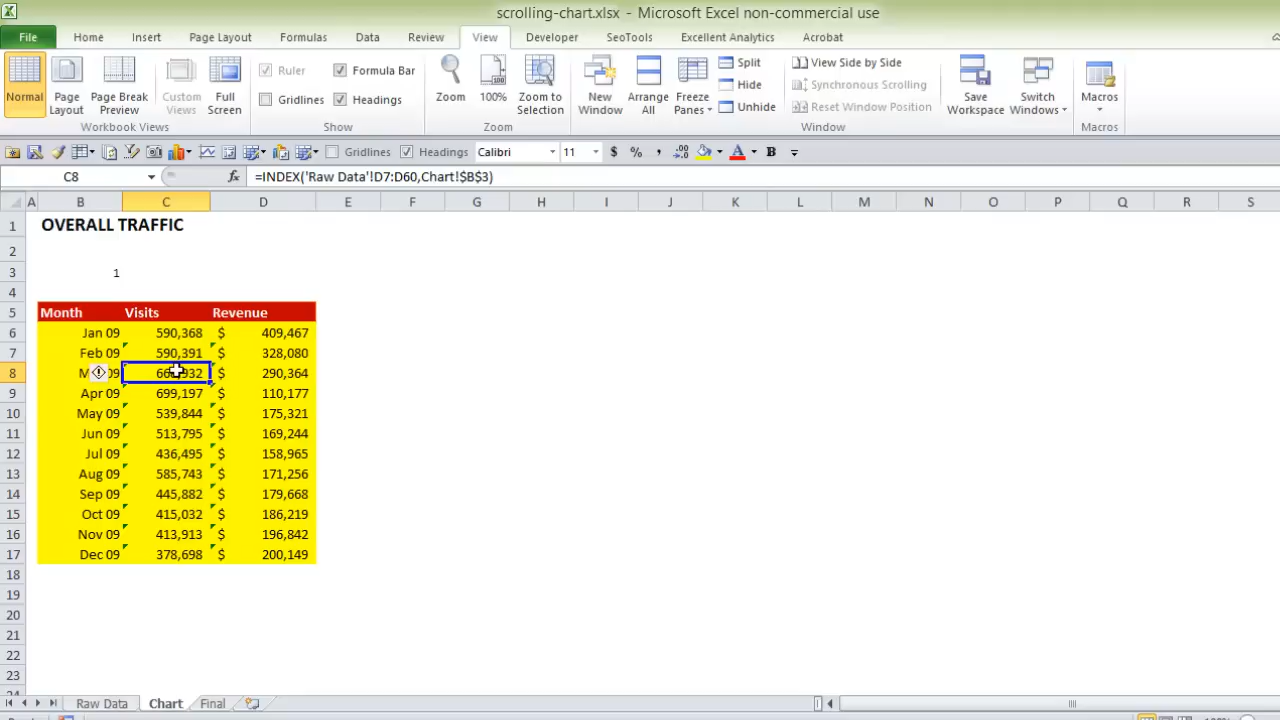 scrolling-chart.xlsx - Microsoft Excel non-commercial use
File Home Insert Page Layout Formulas Data Review View Developer SeoTools Excellent Analytics Acrobat
Normal Page Layout Page Break Preview Custom Views Full Screen
Ruler Formula Bar
Gridlines Headings
Zoom 100% Zoom to Selection
New Window Arrange All Freeze Panes
Split
Hide
Unhide
View Side by Side
Synchronous Scrolling
Reset Window Position
Save Workspace Switch Windows Macros
Workbook Views Show Zoom Window Macros
Gridlines Headings Calibri 11 $ % , .00 A B
C8 fx =INDEX('Raw Data'!D7:D60,Chart!$B$3)
A B C D E F G H I J K L M N O P Q R S
1 OVERALL TRAFFIC
2
3 1
4
5 Month Visits Revenue
6 Jan 09 590,368 $ 409,467
7 Feb 09 590,391 $ 328,080
8 $ 290,364
9 Apr 09 699,197 $ 110,177
10 May 09 539,844 $ 175,321
11 Jun 09 513,795 $ 169,244
12 Jul 09 436,495 $ 158,965
13 Aug 09 585,743 $ 171,256
14 Sep 09 445,882 $ 179,668
15 Oct 09 415,032 $ 186,219
16 Nov 09 413,913 $ 196,842
17 Dec 09 378,698 $ 200,149
18
19
20
21
22
23
Raw Data Chart Final